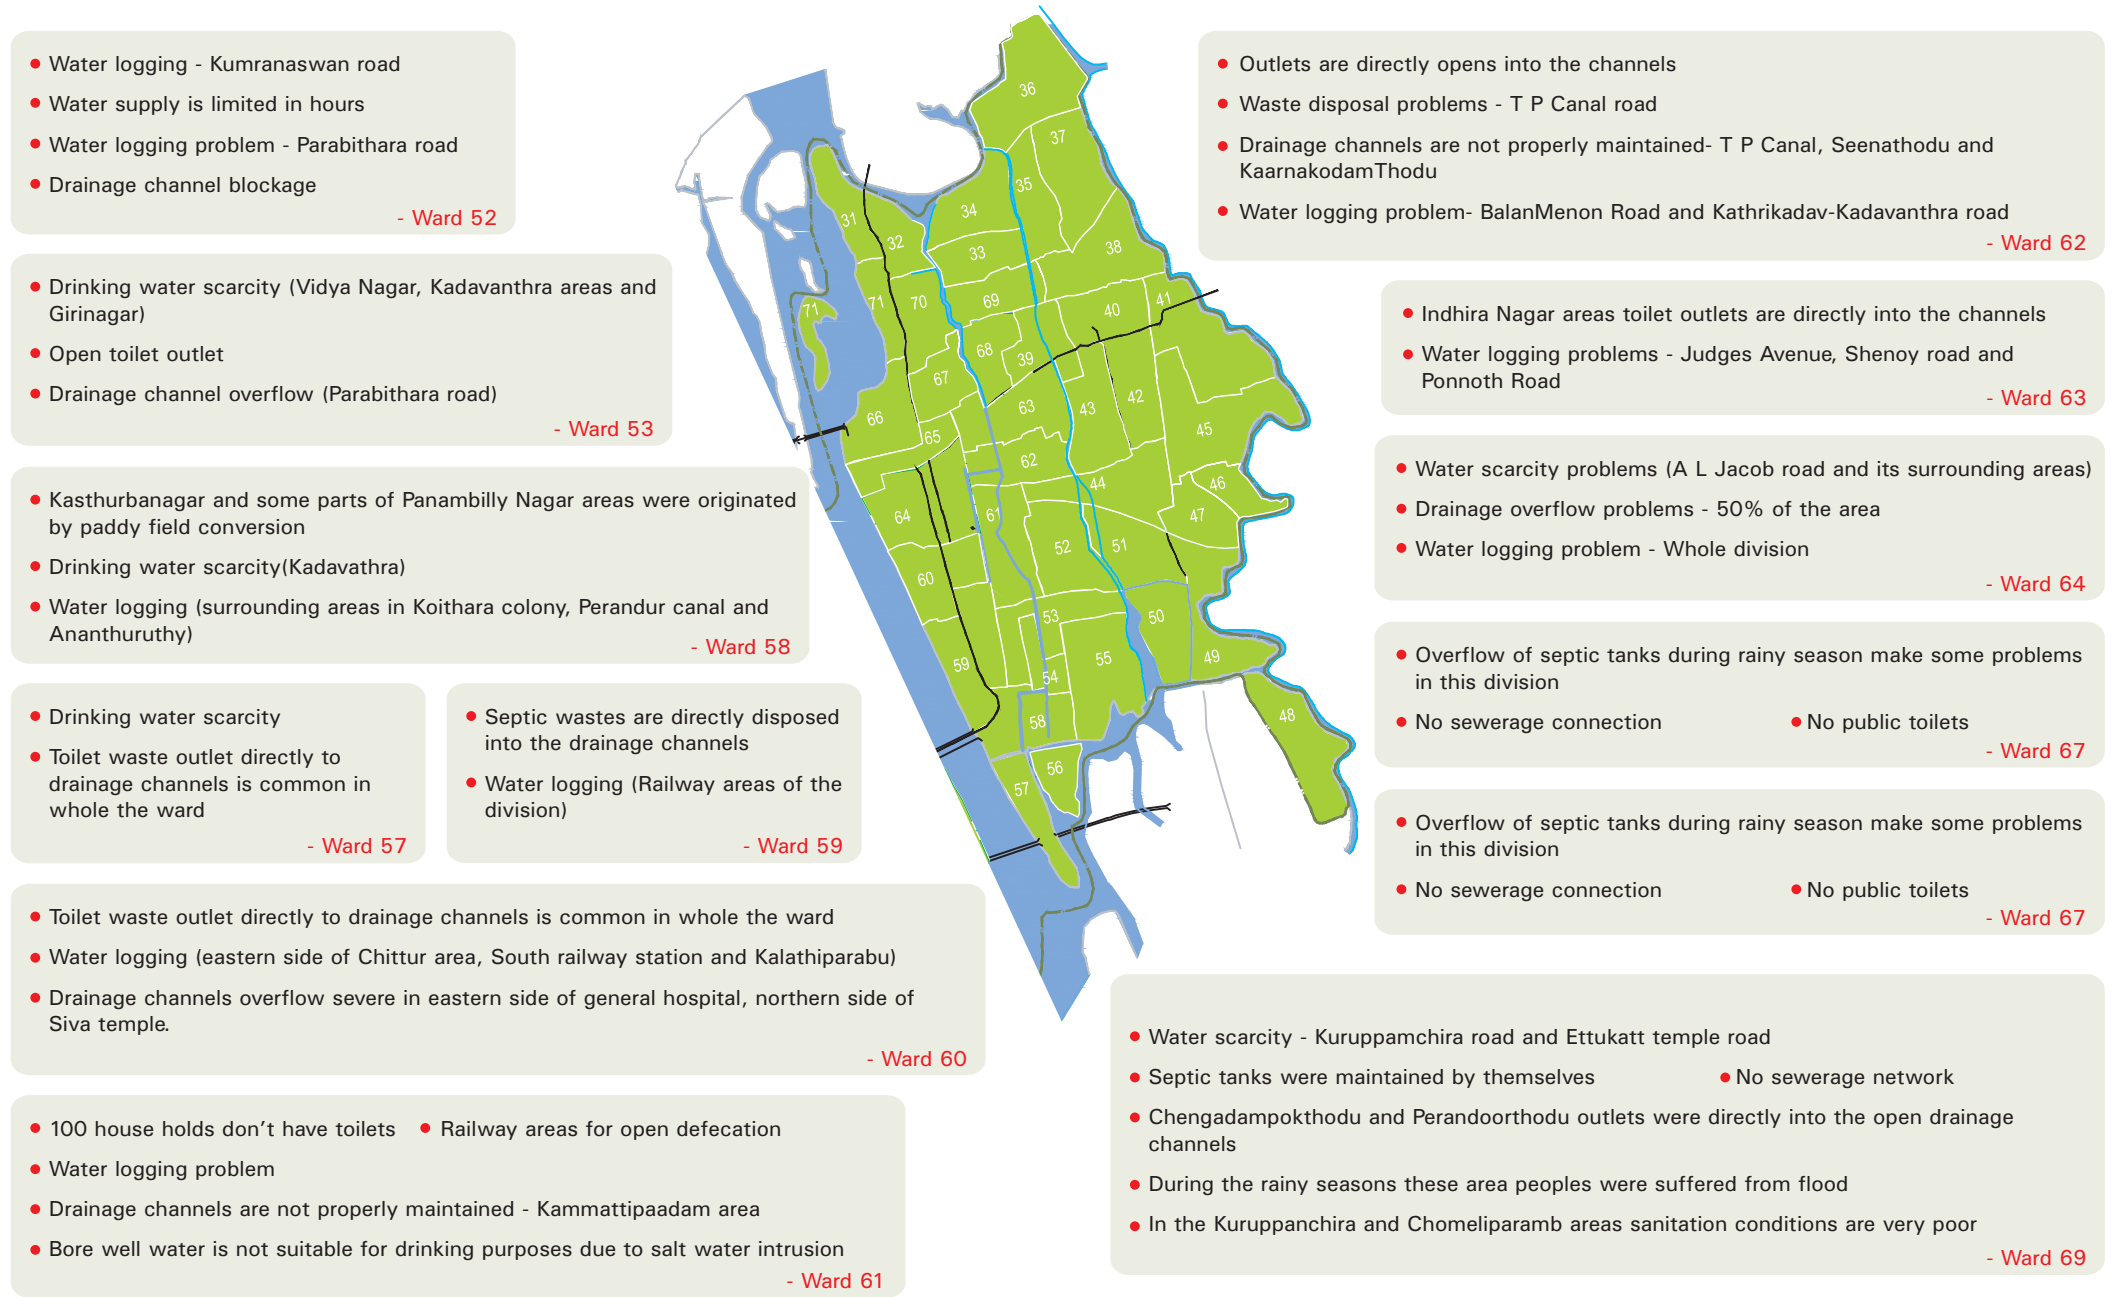 Water logging - Kumranaswan road
Water supply is limited in hours
Water logging problem - Parabithara road
Drainage channel blockage
- Ward 52
Drinking water scarcity (Vidya Nagar, Kadavanthra areas and
Girinagar)
Open toilet outlet
Drainage channel overflow (Parabithara road)
- Ward 53
Kasthurbanagar and some parts of Panambilly Nagar areas were originated
by paddy field conversion
Drinking water scarcity(Kadavathra)
Water logging (surrounding areas in Koithara colony, Perandur canal and
Ananthuruthy)
- Ward 58
Drinking water scarcity
Toilet waste outlet directly to
drainage channels is common in
whole the ward
- Ward 57
Septic wastes are directly disposed
into the drainage channels
Water logging (Railway areas of the
division)
- Ward 59
Toilet waste outlet directly to drainage channels is common in whole the ward
Water logging (eastern side of Chittur area, South railway station and Kalathiparabu)
Drainage channels overflow severe in eastern side of general hospital, northern side of
Siva temple.
- Ward 60
100 house holds don't have toilets
Railway areas for open defecation
Water logging problem
Drainage channels are not properly maintained - Kammattipaadam area
Bore well water is not suitable for drinking purposes due to salt water intrusion
- Ward 61
36
37
35
34
31
32
33
38
71
71
70
69
40
41
68
39
67
63
43
42
66
65
45
62
44
46
64
61
47
52
51
60
53
50
59
54
55
49
58
48
56
57
Outlets are directly opens into the channels
Waste disposal problems - T P Canal road
Drainage channels are not properly maintained- T P Canal, Seenathodu and
KaarnakodamThodu
Water logging problem- BalanMenon Road and Kathrikadav-Kadavanthra road
- Ward 62
Indhira Nagar areas toilet outlets are directly into the channels
Water logging problems - Judges Avenue, Shenoy road and
Ponnoth Road
- Ward 63
Water scarcity problems (A L Jacob road and its surrounding areas)
Drainage overflow problems - 50% of the area
Water logging problem - Whole division
- Ward 64
Overflow of septic tanks during rainy season make some problems
in this division
No sewerage connection
No public toilets
- Ward 67
Overflow of septic tanks during rainy season make some problems
in this division
No sewerage connection
No public toilets
- Ward 67
Water scarcity - Kuruppamchira road and Ettukatt temple road
Septic tanks were maintained by themselves
No sewerage network
Chengadampokthodu and Perandoorthodu outlets were directly into the open drainage
channels
During the rainy seasons these area peoples were suffered from flood
In the Kuruppanchira and Chomeliparamb areas sanitation conditions are very poor
- Ward 69